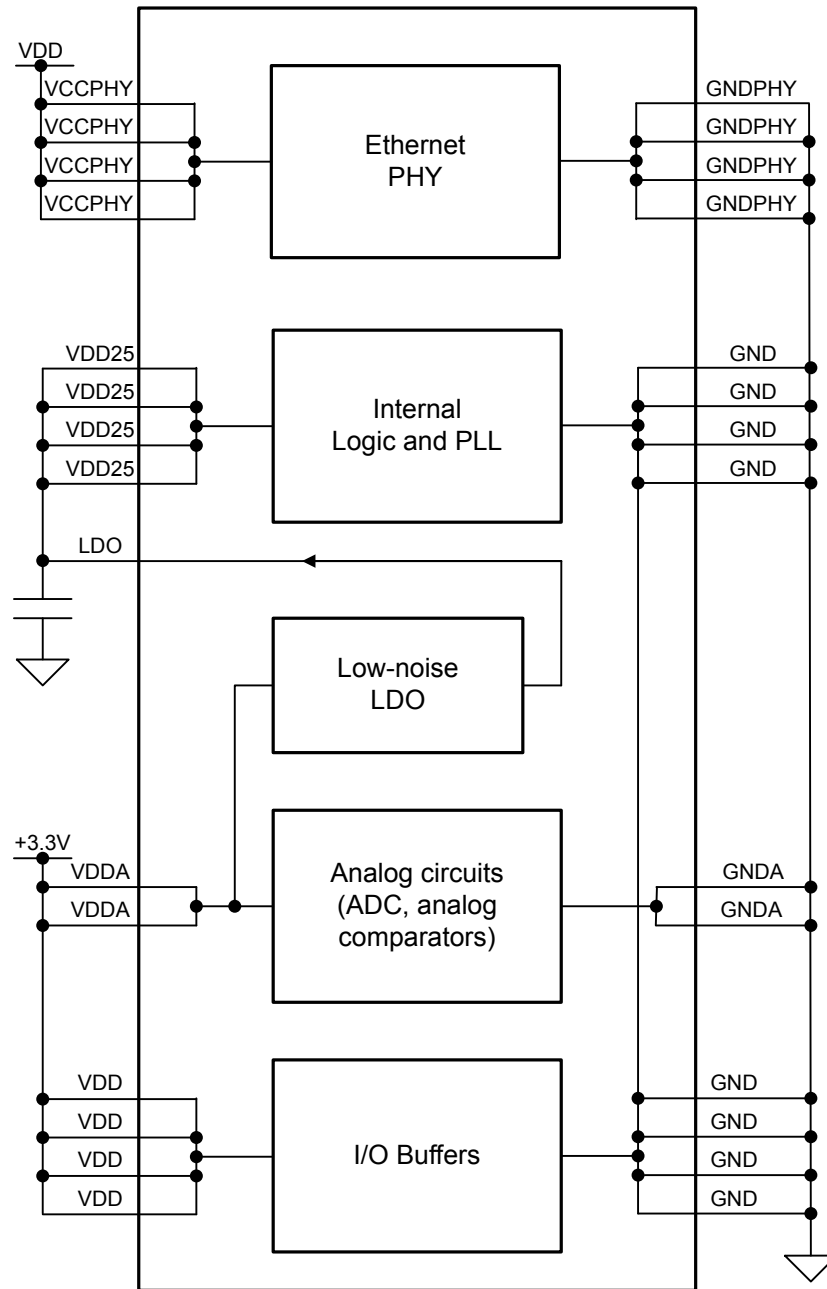 VDD
VCCPHY
VCCPHY
VCCPHY
VCCPHY
Ethernet
PHY
GNDPHY
GNDPHY
GNDPHY
GNDPHY
VDD25
VDD25
VDD25
VDD25
Internal
Logic and PLL
GND
GND
GND
GND
LDO
Low-noise
LDO
+3.3V
VDDA
VDDA
Analog circuits
(ADC, analog
comparators)
GNDA
GNDA
VDD
VDD
VDD
VDD
I/O Buffers
GND
GND
GND
GND